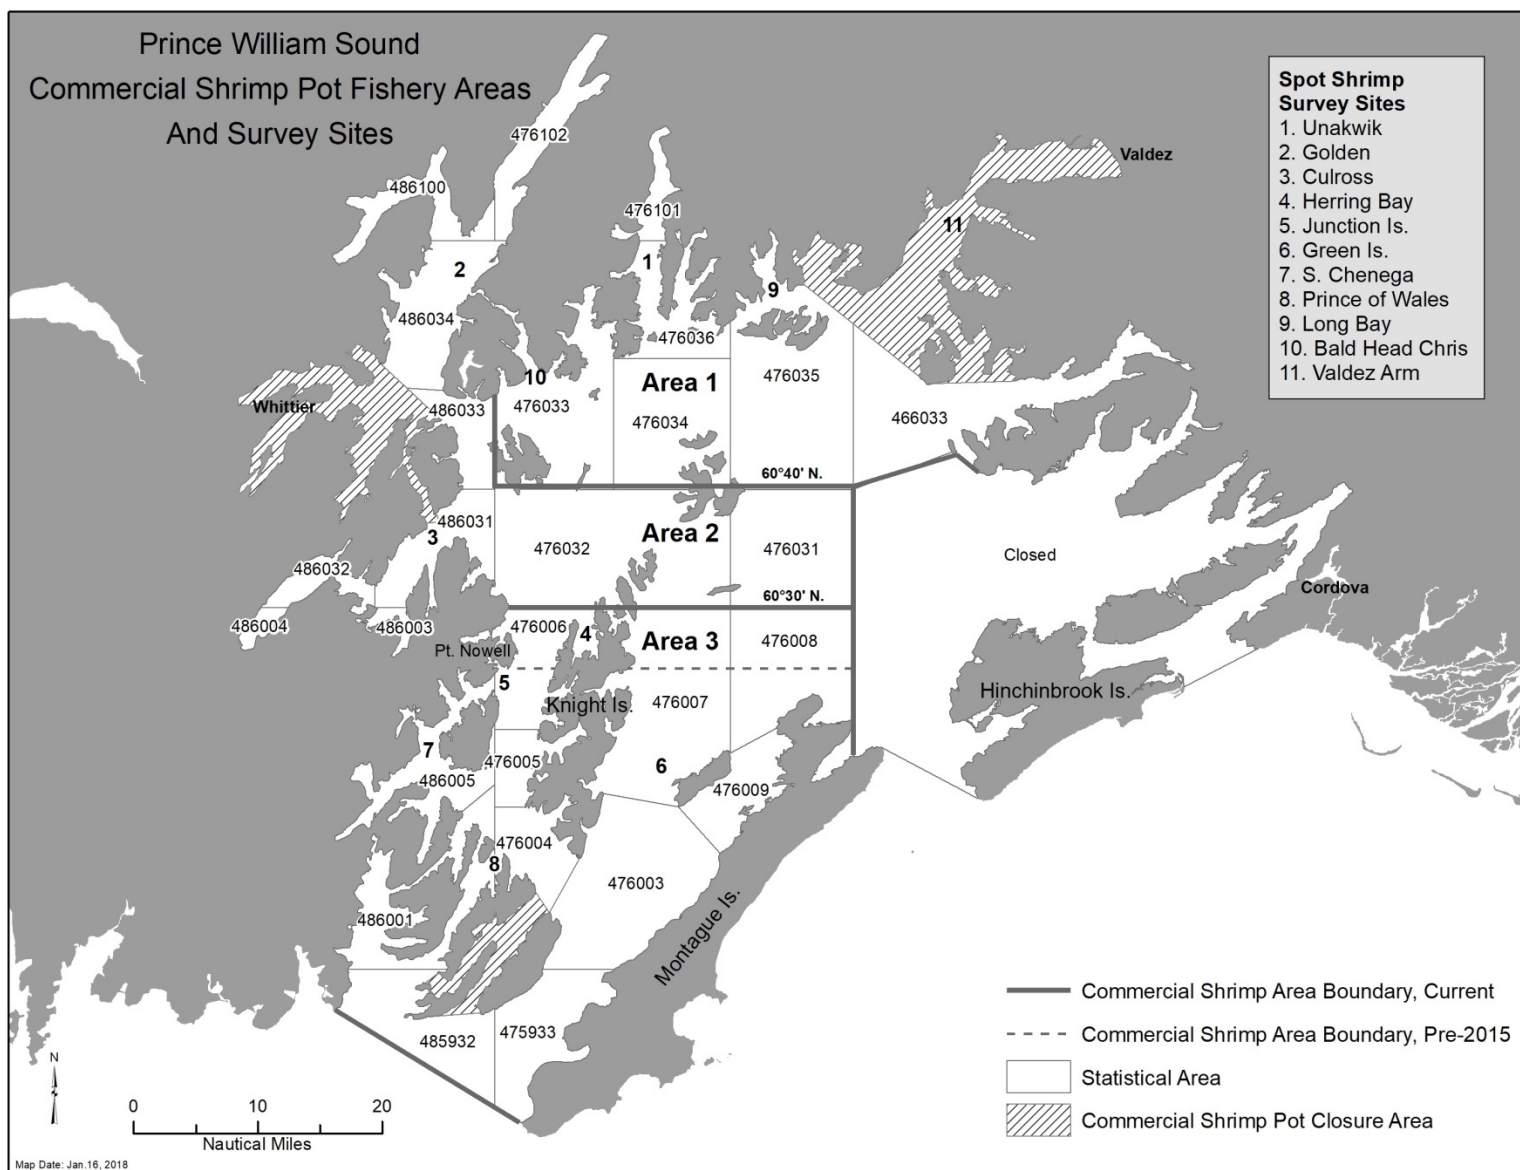 Prince William Sound
Commercial Shrimp Pot Fishery Areas
And Survey Sites
Spot Shrimp
Survey Sites
1. Unakwik
2. Golden
3. Culross
4. Herring Bay
5. Junction Is.
6. Green Is.
7. S. Chenega
8. Prince of Wales
9. Long Bay
10. Bald Head Chris
11. Valdez Arm
476102
Valdez
486100
476101
11
2
1
9
486034
476036
10
Area 1
476035
Whittier
486033
476033
476034
466033
60°40' N.
486031
3
Area 2
476032
476031
Closed
486032
Cordova
60°30' N.
486004
486003
476006
4
Area 3
476008
Pt. Nowell
5
Knight Is.
476007
Hinchinbrook Is.
7
476005
6
486005
476009
476004
8
476003
486001
Montague Is.
475933
485932
Commercial Shrimp Area Boundary, Current
Commercial Shrimp Area Boundary, Pre-2015
Statistical Area
Commercial Shrimp Pot Closure Area
N
0 10 20
Nautical Miles
Map Date: Jan.16, 2018